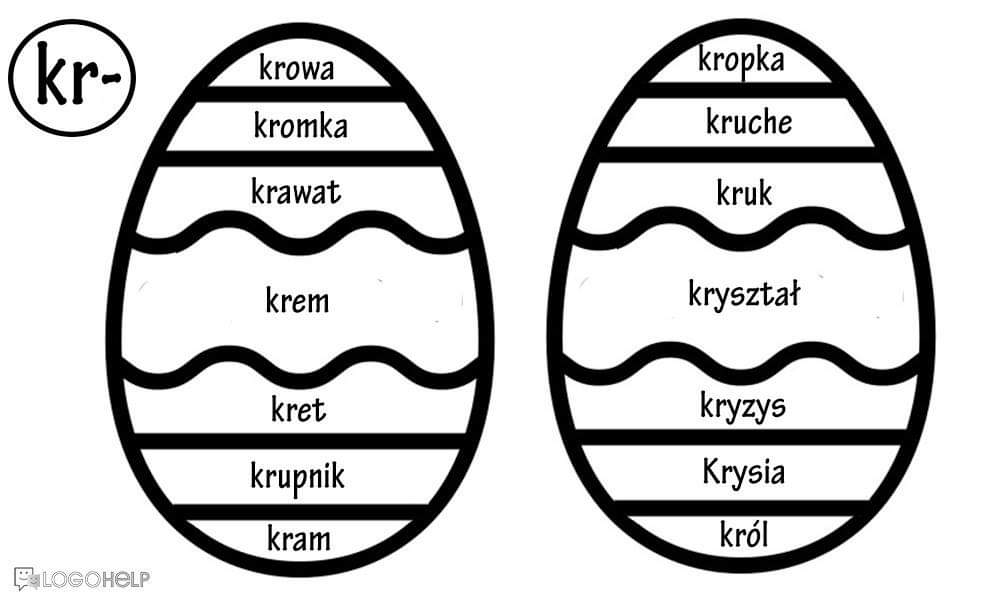 kr-
krowa
kromka
krawat
krem
kret
krupnik
kram
kropka
kruche
kruk
kryształ
kryzys
Krysia
król
LOGOHELP